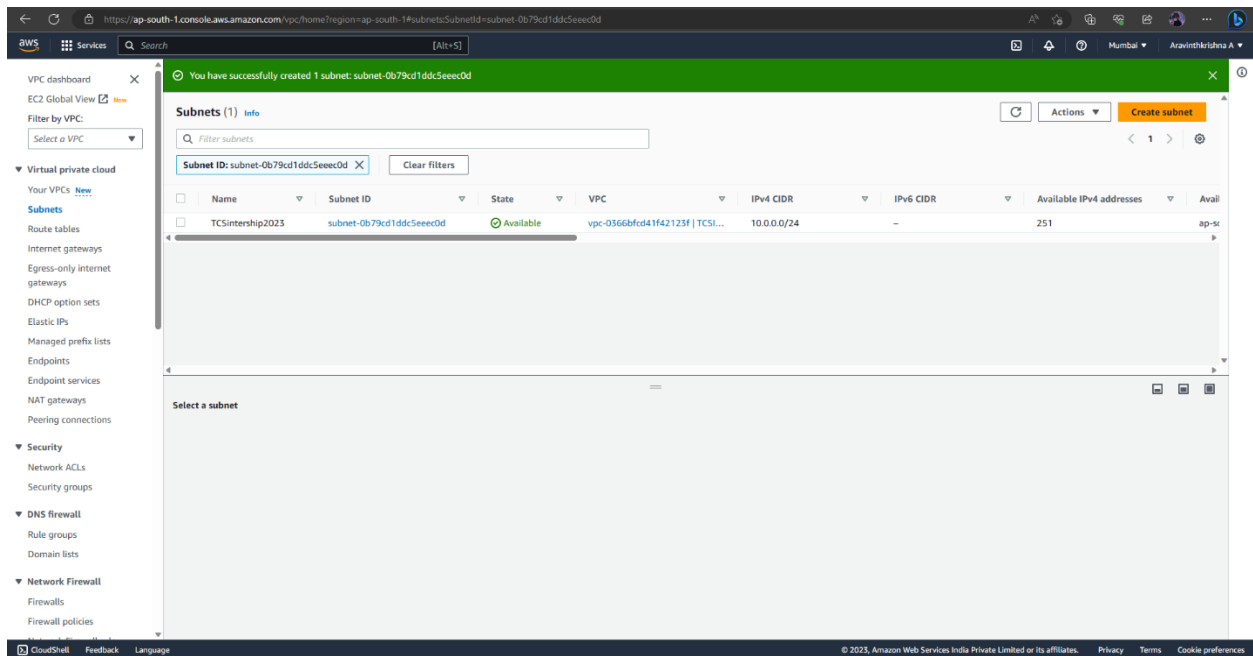 https://ap-south-1.console.aws.amazon.com/vpc/home?region=ap-south-1#subnets:SubnetId=subnet-0b79cd1ddc5eeec0d
aws Services Search [Alt+S] Mumbai Aravinthkrishna A
VPC dashboard
EC2 Global View New
Filter by VPC:
Select a VPC
Virtual private cloud
Your VPCs New
Subnets
Route tables
Internet gateways
Egress-only internet
gateways
DHCP option sets
Elastic IPs
Managed prefix lists
Endpoints
Endpoint services
NAT gateways
Peering connections
Security
Network ACLs
Security groups
DNS firewall
Rule groups
Domain lists
Network Firewall
Firewalls
Firewall policies
You have successfully created 1 subnet: subnet-0b79cd1ddc5eeec0d
Subnets (1) Info Actions Create subnet
Filter subnets 1
Subnet ID: subnet-0b79cd1ddc5eeec0d Clear filters
Name Subnet ID State VPC IPv4 CIDR IPv6 CIDR Available IPv4 addresses Avail
TCSintership2023 subnet-0b79cd1ddc5eeec0d Available vpc-0366bfcd41f42123f | TCSI... 10.0.0.0/24 – 251 ap-so
Select a subnet
CloudShell Feedback Language © 2023, Amazon Web Services India Private Limited or its affiliates. Privacy Terms Cookie preferences